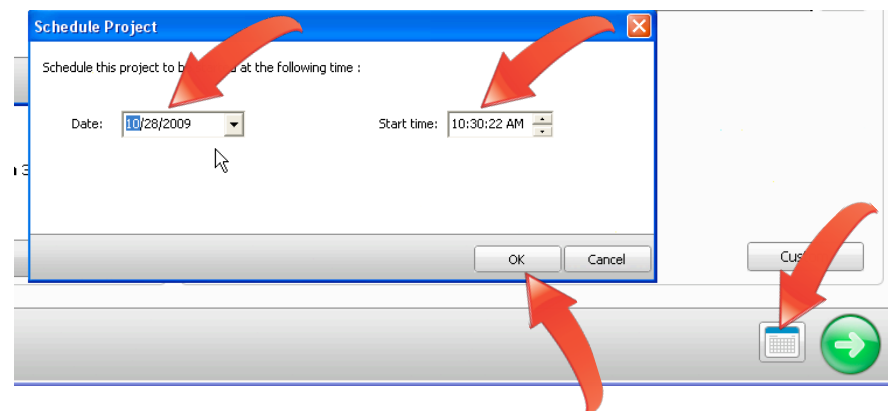 Schedule Project
Schedule this project to b at the following time :
Date: 10/28/2009 Start time: 10:30:22 AM
OK Cancel